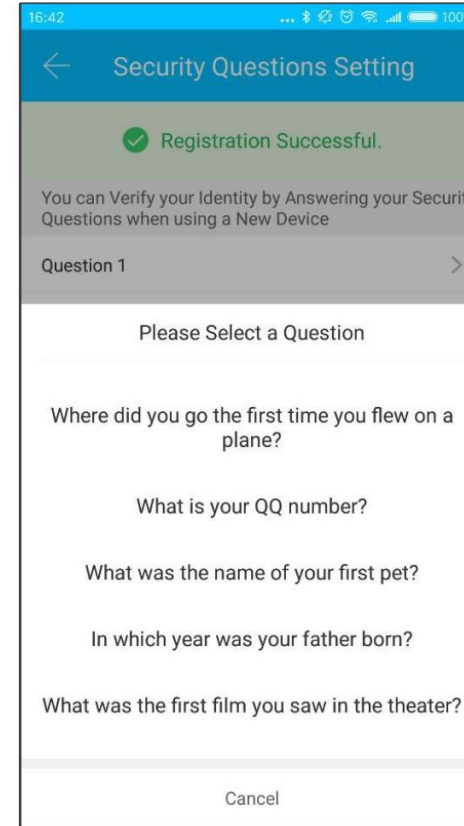 16:42 ... 100
Security Questions Setting
Registration Successful.
You can Verify your Identity by Answering your Securit
Questions when using a New Device
Question 1
Please Select a Question
Where did you go the first time you flew on a
plane?
What is your QQ number?
What was the name of your first pet?
In which year was your father born?
What was the first film you saw in the theater?
Cancel